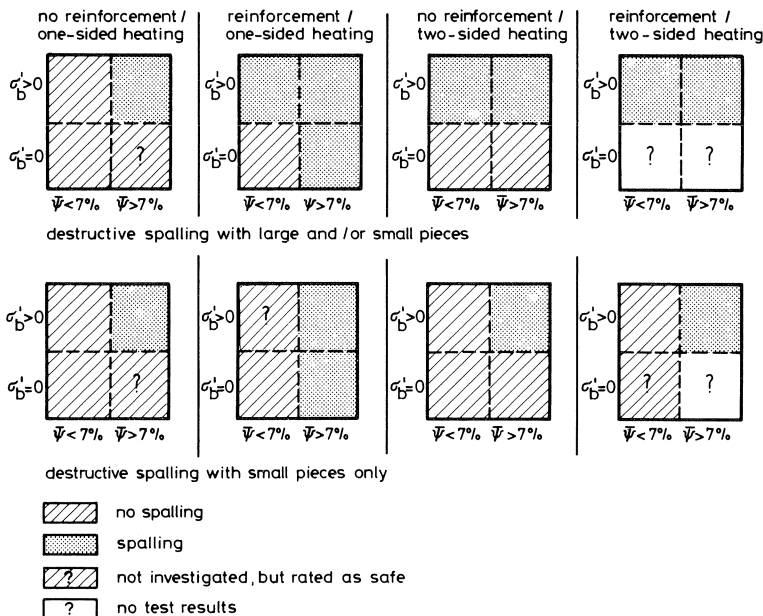 no reinforcement / one-sided heating
reinforcement / one-sided heating
no reinforcement / two-sided heating
reinforcement / two-sided heating
σ'b>0 σ'b>0 σ'b>0 σ'b>0
σ'b=0 ? σ'b=0 σ'b=0 σ'b=0 ? ?
Ψ̄<7% Ψ̄>7% Ψ̄<7% Ψ>7% Ψ̄<7% Ψ̄>7% Ψ̄<7% Ψ̄>7%
destructive spalling with large and/or small pieces
σ'b>0 σ'b>0 ? σ'b>0 σ'b>0
σ'b=0 ? σ'b=0 σ'b=0 σ'b=0 ? ?
Ψ̄<7% Ψ̄>7% Ψ̄<7% Ψ̄>7% Ψ̄<7% Ψ̄>7% Ψ̄<7% Ψ̄>7%
destructive spalling with small pieces only
no spalling
spalling
? not investigated, but rated as safe
? no test results